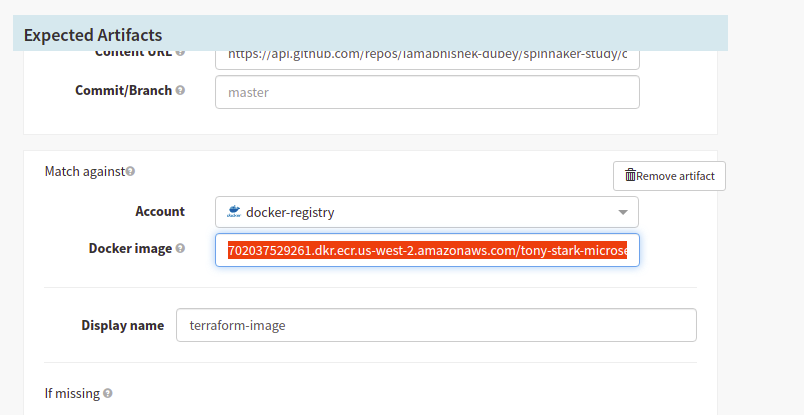 Expected Artifacts
Content URL
https://api.github.com/repos/iamabhishek-dubey/spinnaker-study/c
Commit/Branch
master
Match against
Remove artifact
Account
docker-registry
Docker image
702037529261.dkr.ecr.us-west-2.amazonaws.com/tony-stark-microse
Display name
terraform-image
If missing